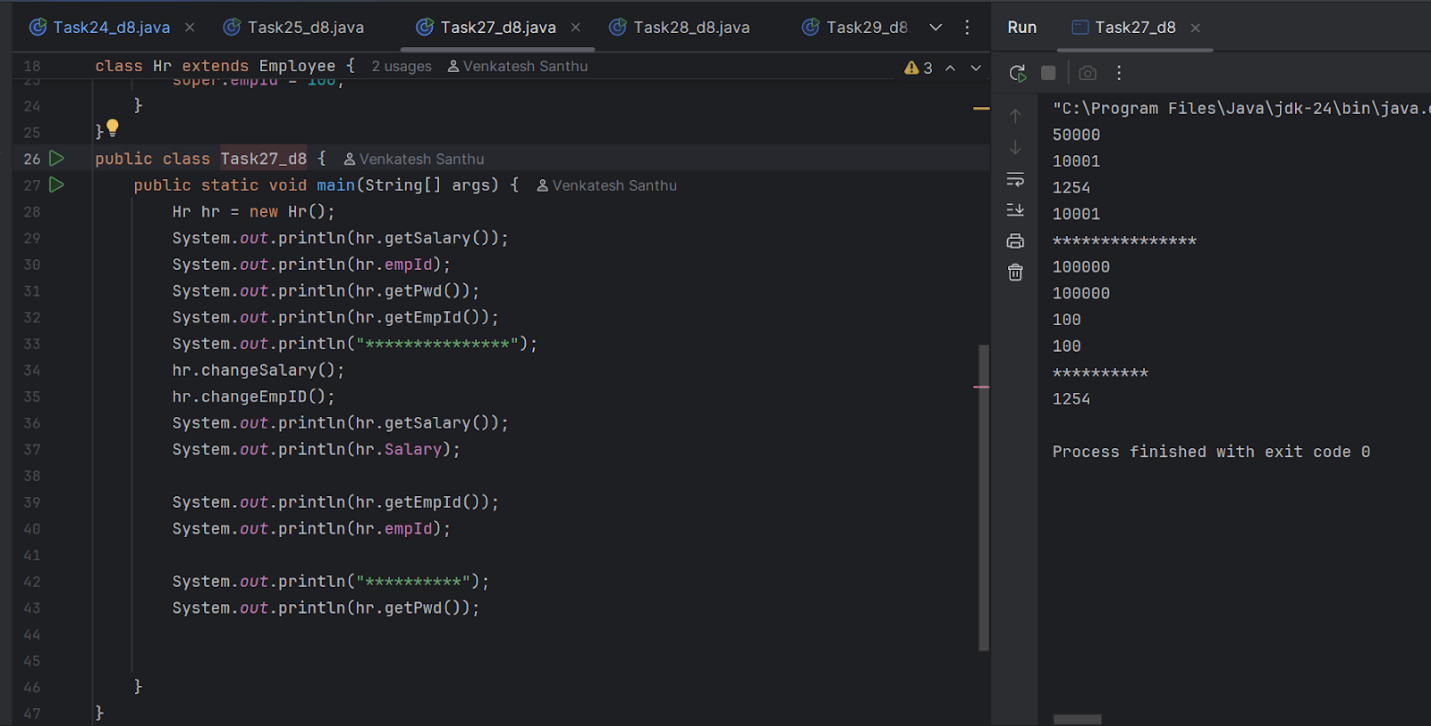 Task24_d8.java × Task25_d8.java Task27_d8.java × Task28_d8.java Task29_d8.
18 class Hr extends Employee { 2 usages Venkatesh Santhu 3
23 super.empId = 100;
24 }
25 }
26 public class Task27_d8 { Venkatesh Santhu
27 public static void main(String[] args) { Venkatesh Santhu
28 Hr hr = new Hr();
29 System.out.println(hr.getSalary());
30 System.out.println(hr.empId);
31 System.out.println(hr.getPwd());
32 System.out.println(hr.getEmpId());
33 System.out.println("***************");
34 hr.changeSalary();
35 hr.changeEmpID();
36 System.out.println(hr.getSalary());
37 System.out.println(hr.Salary);
38
39 System.out.println(hr.getEmpId());
40 System.out.println(hr.empId);
41
42 System.out.println("**********");
43 System.out.println(hr.getPwd());
44
45
46 }
47 }
Run Task27_d8 ×
"C:\Program Files\Java\jdk-24\bin\java.
50000
10001
1254
10001
***************
100000
100000
100
100
**********
1254
Process finished with exit code 0